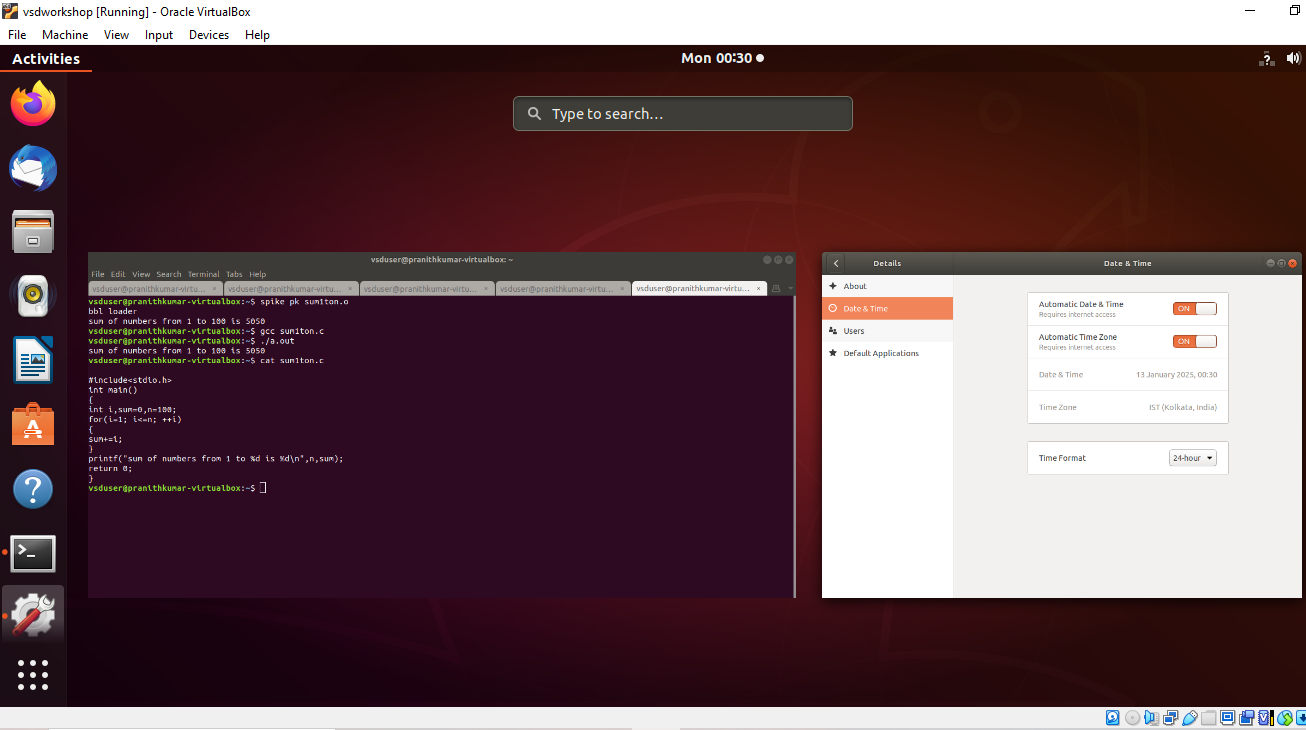 vsdworkshop [Running] - Oracle VirtualBox
File Machine View Input Devices Help
Activities
Mon 00:30
Type to search...
vsduser@pranithkumar-virtualbox: ~
File Edit View Search Terminal Tabs Help
vsduser@pranithkumar-virtu... vsduser@pranithkumar-virtu... vsduser@pranithkumar-virtu... vsduser@pranithkumar-virtu... vsduser@pranithkumar-virtu...
vsduser@pranithkumar-virtualbox:~$ spike pk sum1ton.o
bbl loader
sum of numbers from 1 to 100 is 5050
vsduser@pranithkumar-virtualbox:~$ gcc sum1ton.c
vsduser@pranithkumar-virtualbox:~$ ./a.out
sum of numbers from 1 to 100 is 5050
vsduser@pranithkumar-virtualbox:~$ cat sum1ton.c
#include<stdio.h>
int main()
{
int i,sum=0,n=100;
for(i=1; i<=n; ++i)
{
sum+=i;
}
printf("sum of numbers from 1 to %d is %d\n",n,sum);
return 0;
}
vsduser@pranithkumar-virtualbox:~$
Details
Date & Time
About
Date & Time
Users
Default Applications
Automatic Date & Time
Requires internet access
ON
Automatic Time Zone
Requires internet access
ON
Date & Time 13 January 2025, 00:30
Time Zone IST (Kolkata, India)
Time Format 24-hour